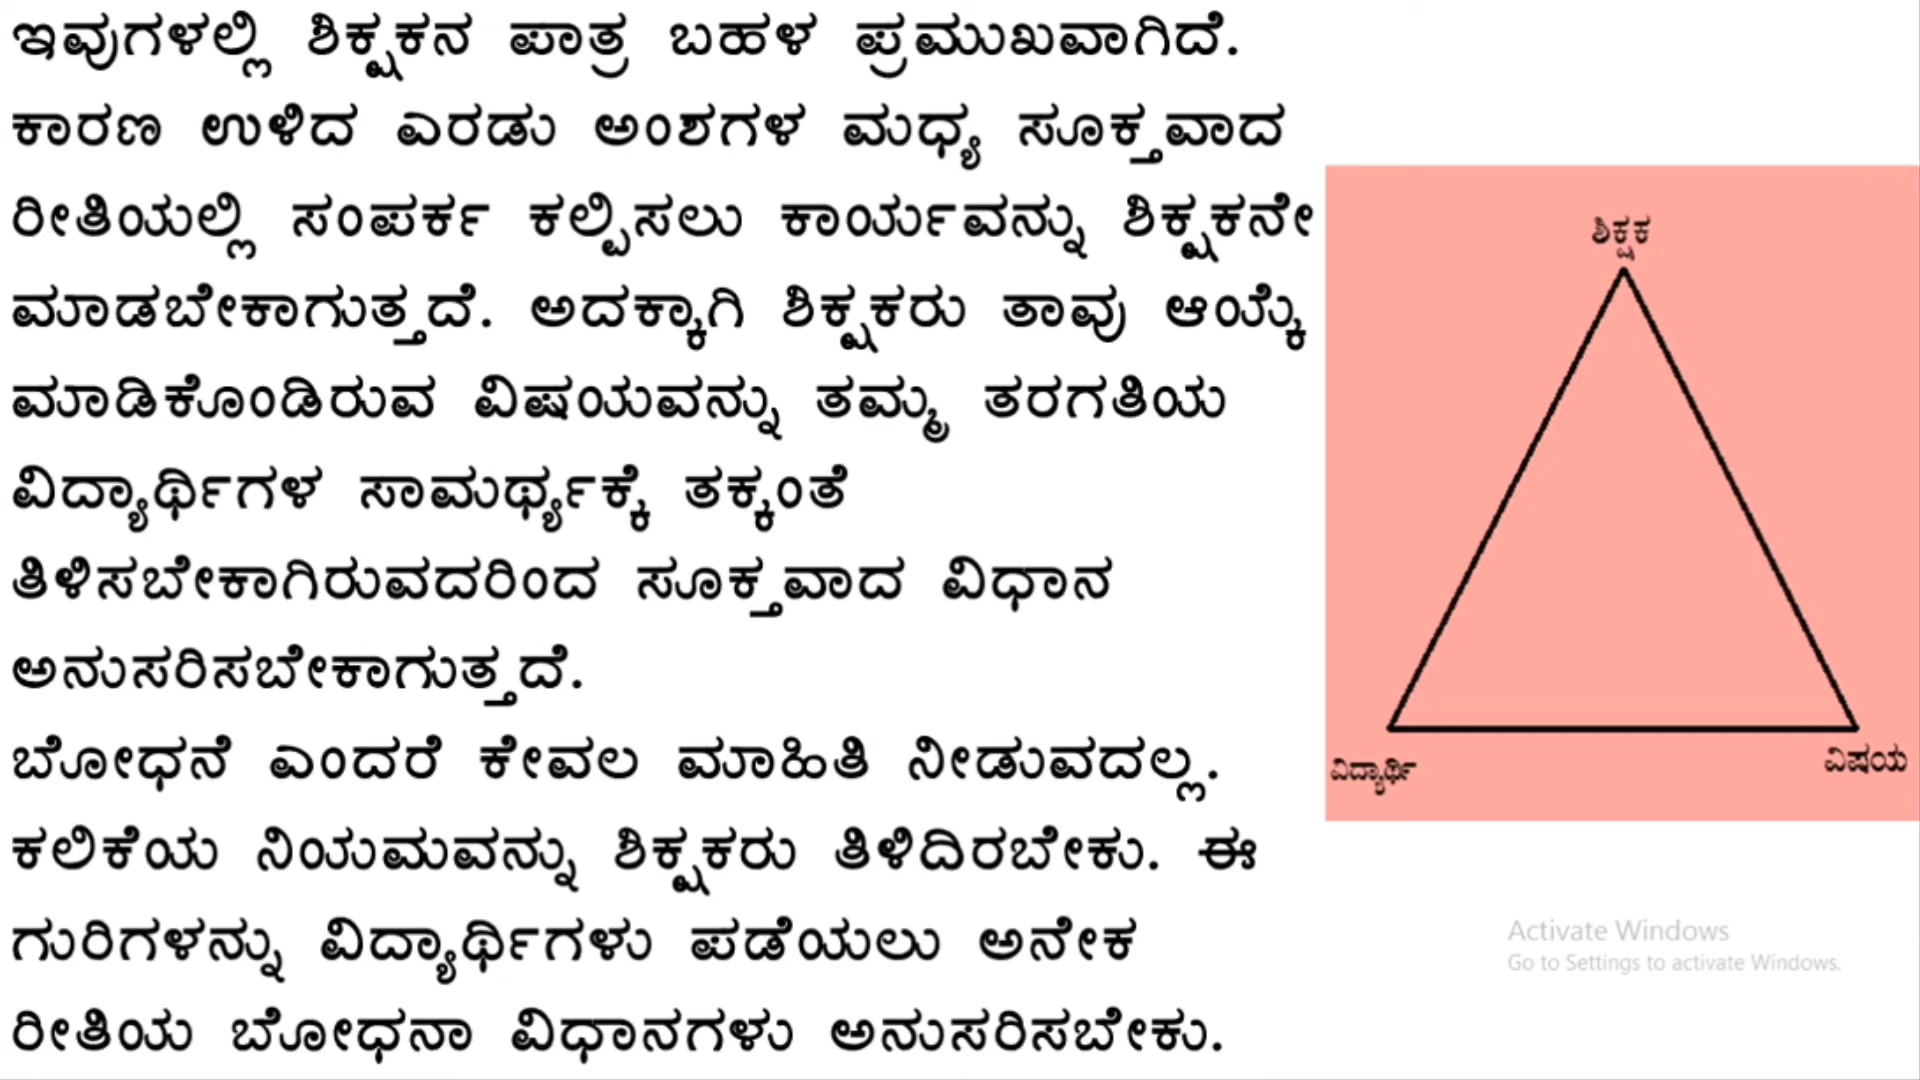 ಇವುಗಳಲ್ಲಿ ಶಿಕ್ಷಕನ ಪಾತ್ರ ಬಹಳ ಪ್ರಮುಖವಾಗಿದೆ.
ಕಾರಣ ಉಳಿದ ಎರಡು ಅಂಶಗಳ ಮಧ್ಯ ಸೂಕ್ತವಾದ
ರೀತಿಯಲ್ಲಿ ಸಂಪರ್ಕ ಕಲ್ಪಿಸಲು ಕಾರ್ಯವನ್ನು ಶಿಕ್ಷಕನೇ
ಮಾಡಬೇಕಾಗುತ್ತದೆ. ಅದಕ್ಕಾಗಿ ಶಿಕ್ಷಕರು ತಾವು ಆಯ್ಕೆ
ಮಾಡಿಕೊಂಡಿರುವ ವಿಷಯವನ್ನು ತಮ್ಮ ತರಗತಿಯ
ವಿದ್ಯಾರ್ಥಿಗಳ ಸಾಮರ್ಥ್ಯಕ್ಕೆ ತಕ್ಕಂತೆ
ತಿಳಿಸಬೇಕಾಗಿರುವದರಿಂದ ಸೂಕ್ತವಾದ ವಿಧಾನ
ಅನುಸರಿಸಬೇಕಾಗುತ್ತದೆ.
ಬೋಧನೆ ಎಂದರೆ ಕೇವಲ ಮಾಹಿತಿ ನೀಡುವದಲ್ಲ.
ಕಲಿಕೆಯ ನಿಯಮವನ್ನು ಶಿಕ್ಷಕರು ತಿಳಿದಿರಬೇಕು. ಈ
ಗುರಿಗಳನ್ನು ವಿದ್ಯಾರ್ಥಿಗಳು ಪಡೆಯಲು ಅನೇಕ
ರೀತಿಯ ಬೋಧನಾ ವಿಧಾನಗಳು ಅನುಸರಿಸಬೇಕು.
ಶಿಕ್ಷಕ
ವಿದ್ಯಾರ್ಥಿ
ವಿಷಯ
Activate Windows
Go to Settings to activate Windows.